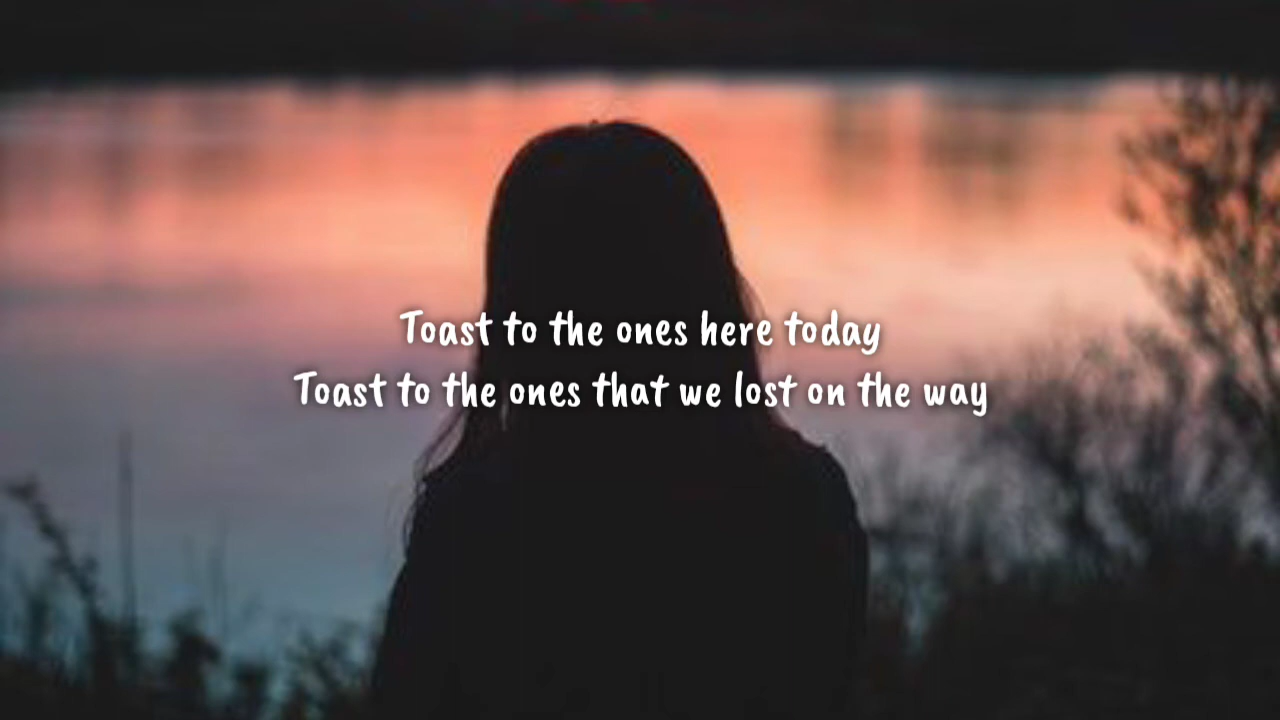 Toast to the ones here today
Toast to the ones that we lost on the way